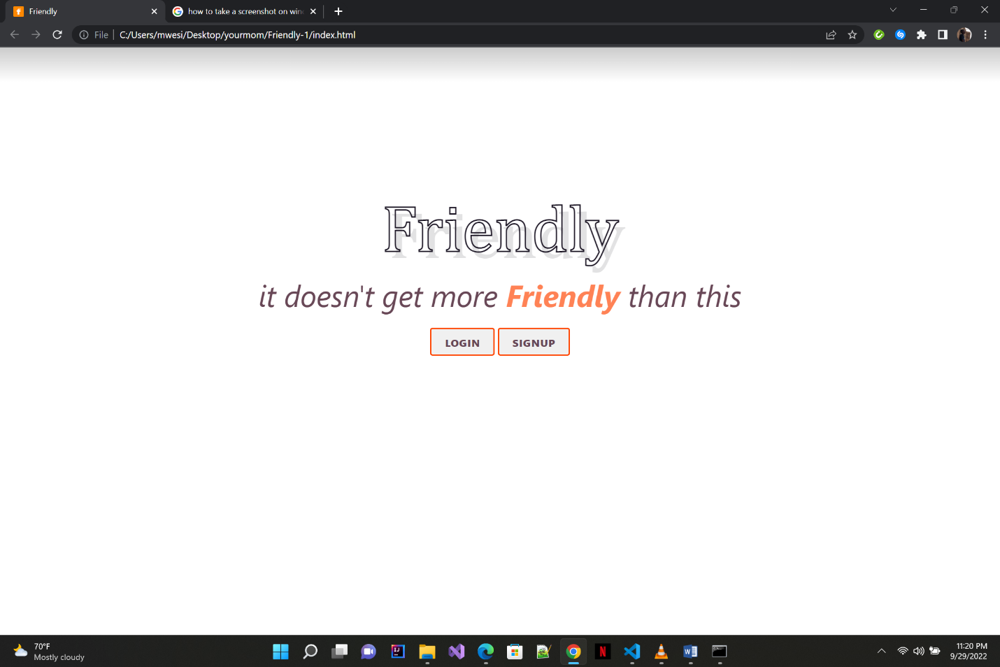 Friendly
how to take a screenshot on win
File
C:/Users/mwesi/Desktop/yourmom/Friendly-1/index.html
Friendly
it doesn't get more Friendly than this
LOGIN
SIGNUP
70°F
Mostly cloudy
11:20 PM
9/29/2022